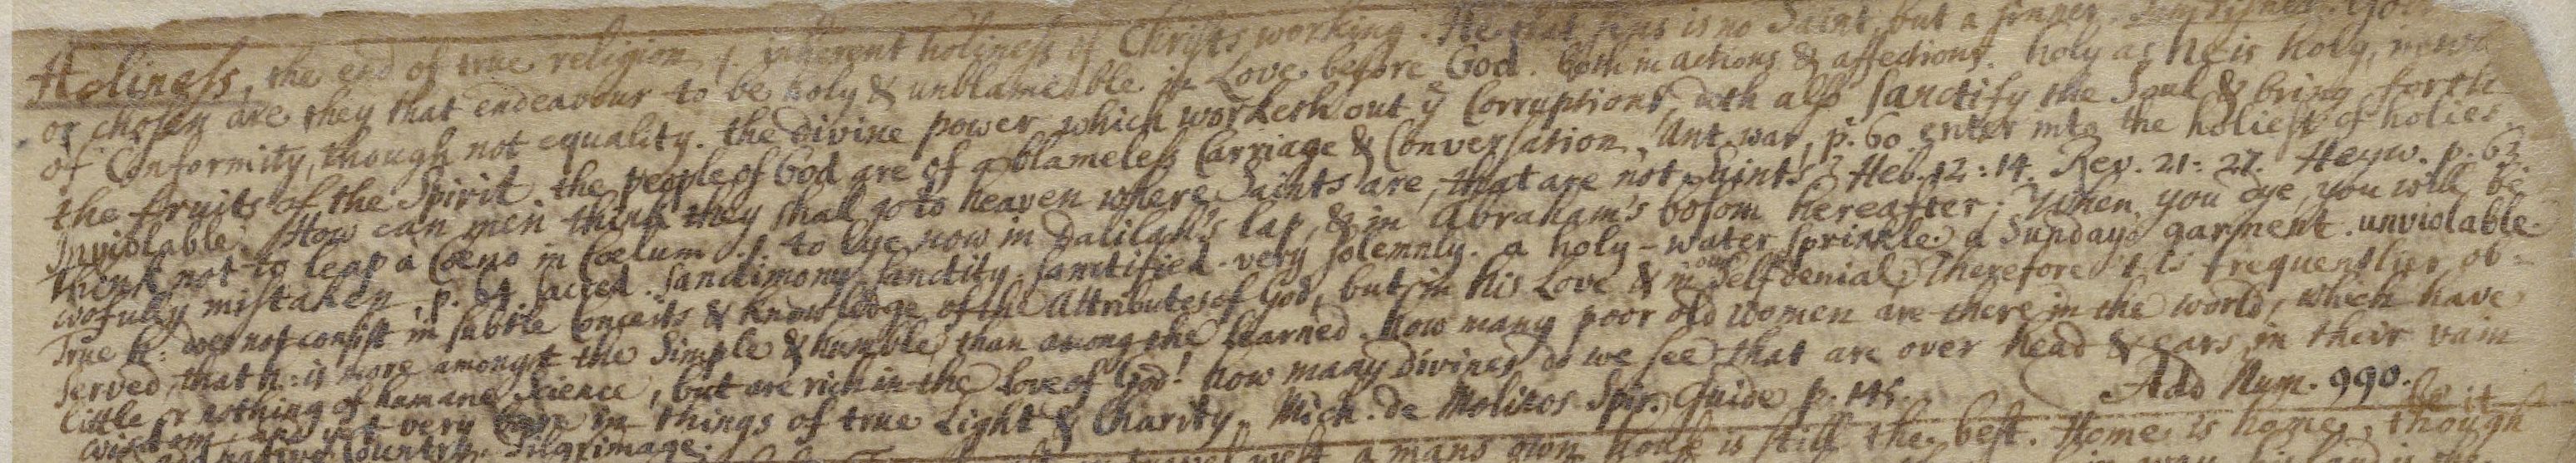 Holiness, the end of true religion, inherent holiness of Christs working. He that sins is no Saint, but a sinner.
or chosen are they that endeavour to be holy & unblameable in Love before God. both in actions & affections. holy as he is holy,
of Conformity, though not equality. the divine power which worketh out ye Corruptions, doth also Sanctify the Soul & bring forth
the fruits of the Spirit. the people of God are of a blameless Carriage & Conversation. Ant. war, p. 60. enter into the holiest of holies.
Inviolable. How can men think they shall go to heaven where Saints are, that are not Saints? Heb. 12:14. Rev. 21:27. Heyw. p. 63.
think not to leap à Cœno in Cœlum. to lye now in Dalilah's lap, & in Abraham's bosom hereafter; When you dye, you will be
wofully mistaken, p. 64. Sacred. Sanctimony. Sanctity. Sanctified. very Solemnly. a holy-water Sprinkle. a Sundays garment. unviolable.
True h: does not consist in subtle Conceits & Knowledge of the Attributes of God, but in his Love & in our Self denial; Therefore frequentlyer ob=
served, that h: is more amongst the Simple & humble, than among the Learned. How many poor old women are there in the world, which have
little or nothing of humane Science, but are rich in the Love of God! how many divines do we see that are over head & ears in their vain
wisdom, and yet very bare in things of true Light & Charity. Mich. de Molinos Spir. Guide p. 145. Add Num. 990.
native Country. Pilgrimage. a mans own house is still the best. Home is home, though be it